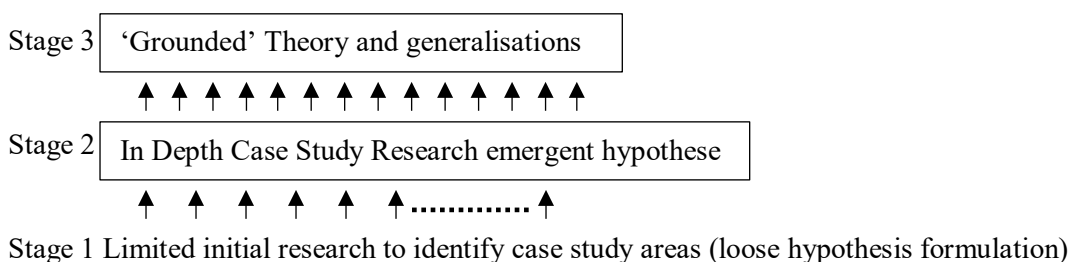 Stage 3 ‘Grounded’ Theory and generalisations
Stage 2 In Depth Case Study Research emergent hypothese
Stage 1 Limited initial research to identify case study areas (loose hypothesis formulation)